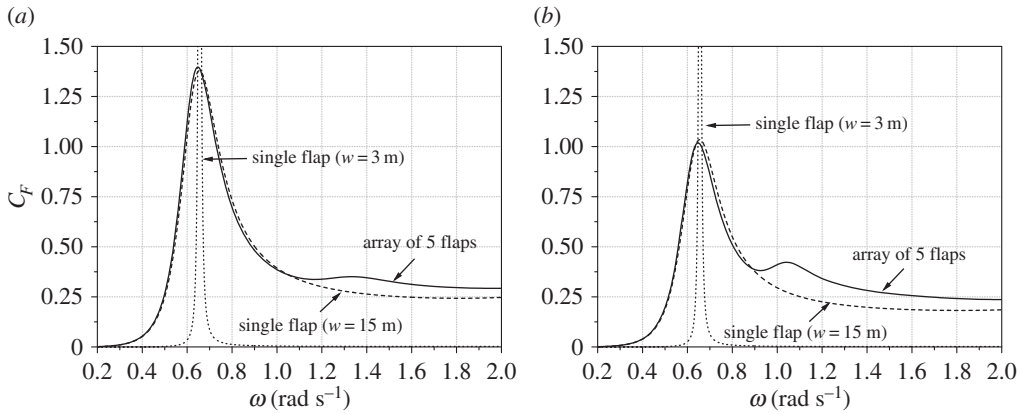 (a)
1.50
1.25
1.00
0.75
0.50
0.25
0
C_F
single flap (w = 3 m)
array of 5 flaps
single flap (w = 15 m)
0.2 0.4 0.6 0.8 1.0 1.2 1.4 1.6 1.8 2.0
ω (rad s⁻¹)
(b)
1.50
1.25
1.00
0.75
0.50
0.25
0
single flap (w = 3 m)
array of 5 flaps
single flap (w = 15 m)
0.2 0.4 0.6 0.8 1.0 1.2 1.4 1.6 1.8 2.0
ω (rad s⁻¹)